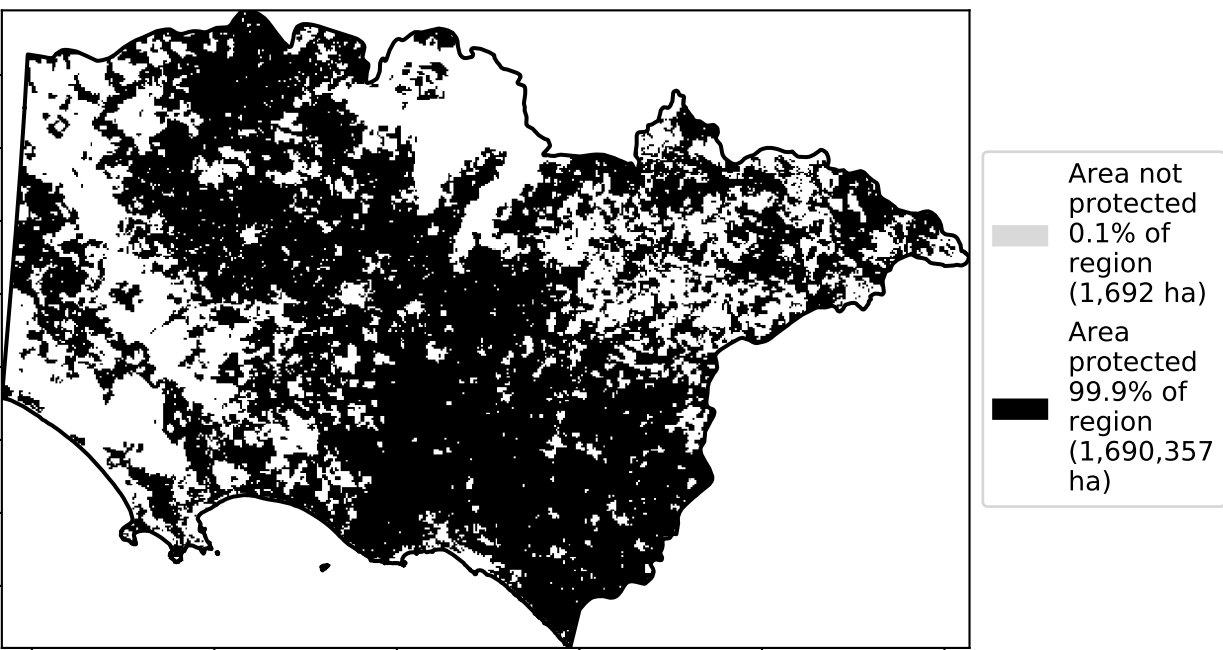 Area not
protected
0.1% of
region
(1,692 ha)
Area
protected
99.9% of
region
(1,690,357
ha)